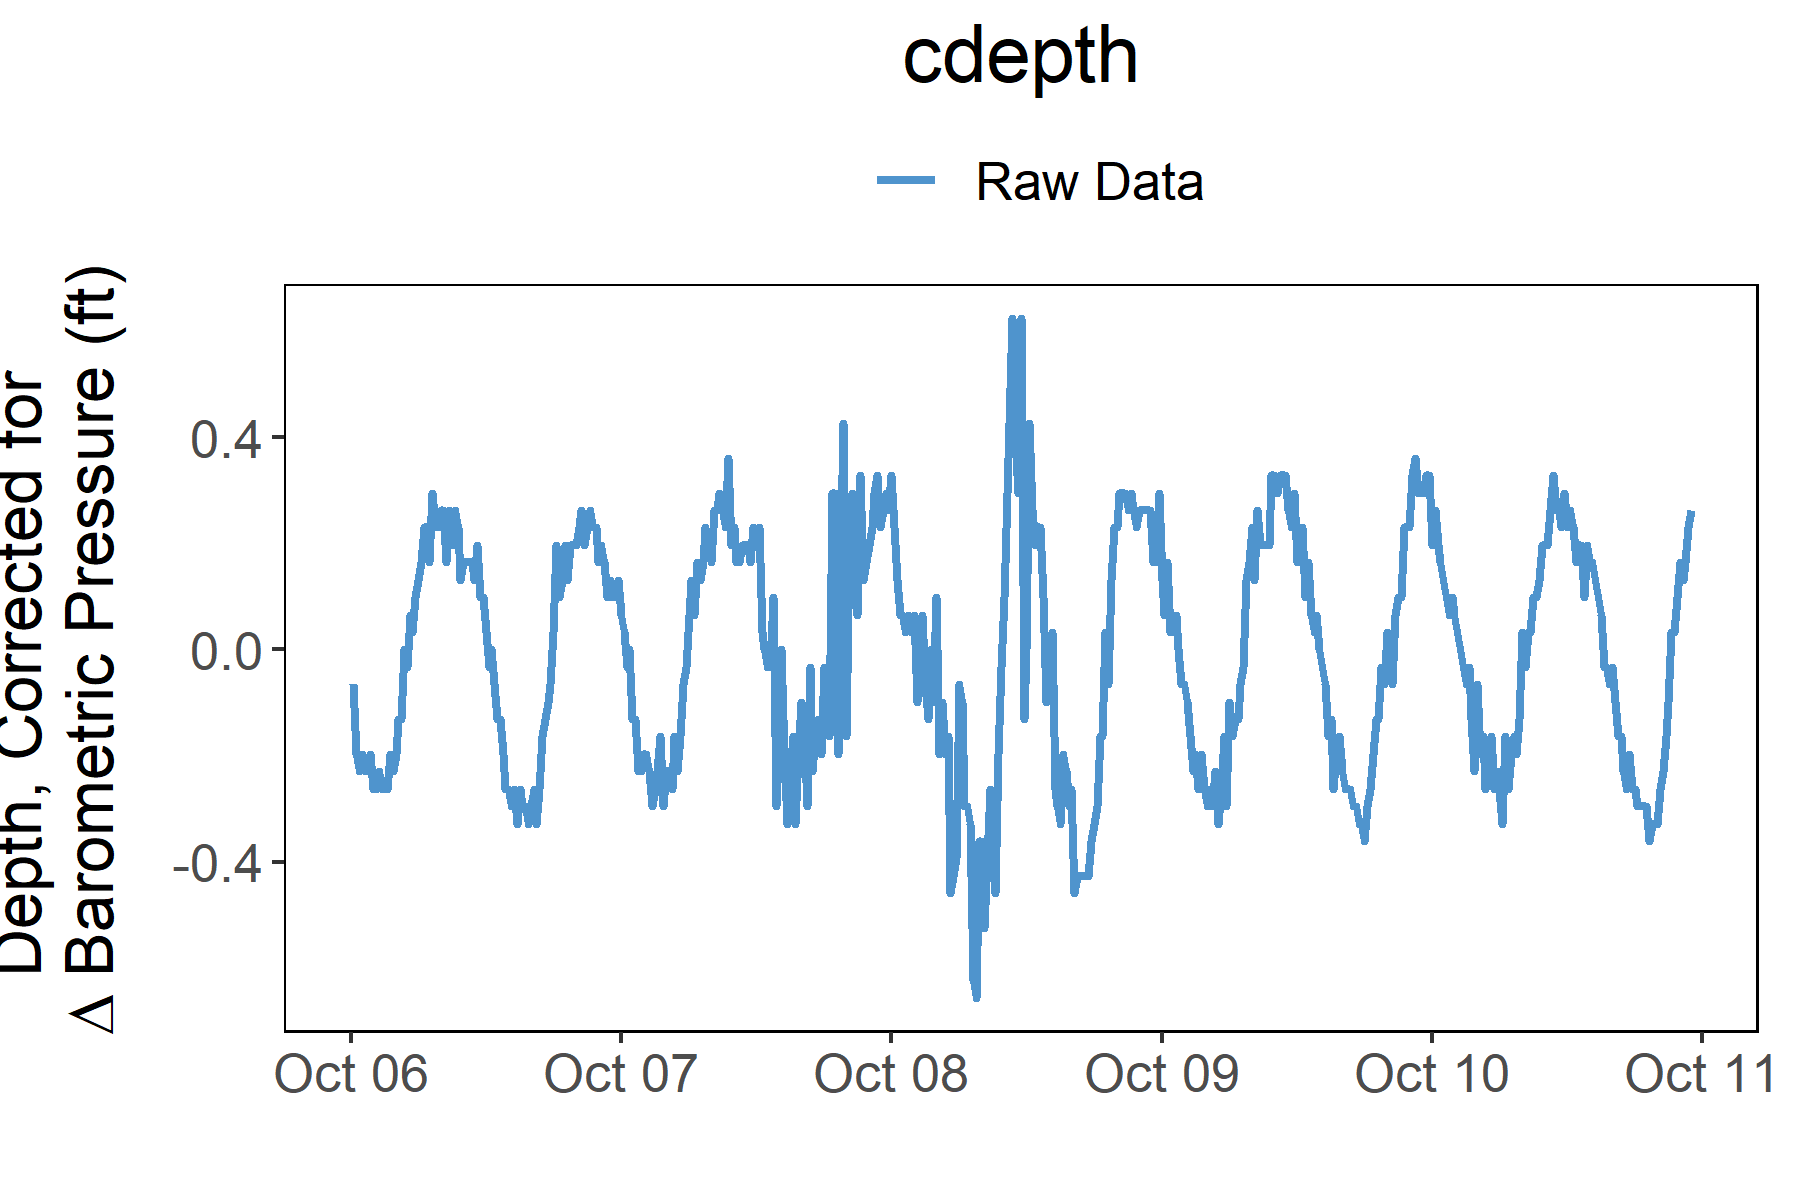 cdepth
Raw Data
Depth, Corrected for
Δ Barometric Pressure (ft)
0.4
0.0
-0.4
Oct 06
Oct 07
Oct 08
Oct 09
Oct 10
Oct 11